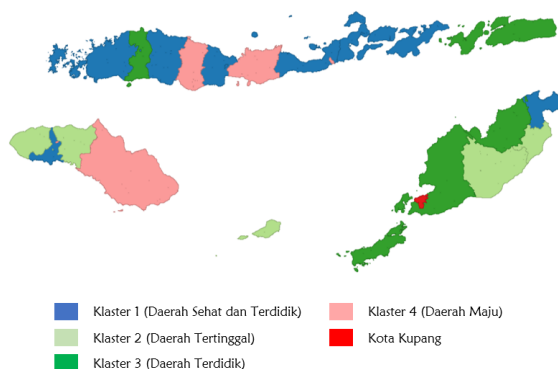 Klaster 1 (Daerah Sehat dan Terdidik)
Klaster 2 (Daerah Tertinggal)
Klaster 3 (Daerah Terdidik)
Klaster 4 (Daerah Maju)
Kota Kupang